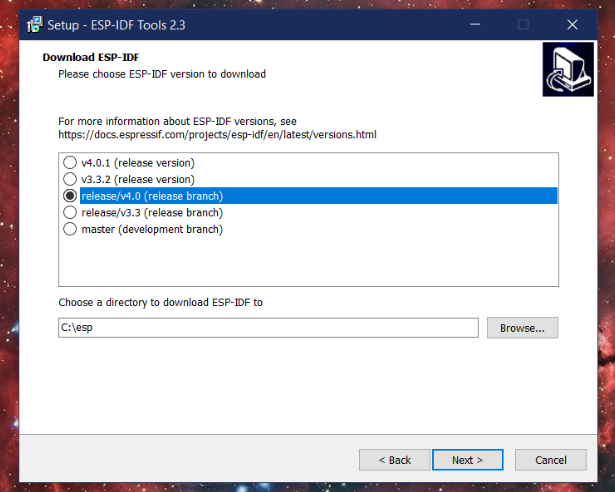 Setup - ESP-IDF Tools 2.3
Download ESP-IDF
Please choose ESP-IDF version to download
For more information about ESP-IDF versions, see
https://docs.espressif.com/projects/esp-idf/en/latest/versions.html
v4.0.1 (release version)
v3.3.2 (release version)
release/v4.0 (release branch)
release/v3.3 (release branch)
master (development branch)
Choose a directory to download ESP-IDF to
C:\esp
Browse...
< Back
Next >
Cancel